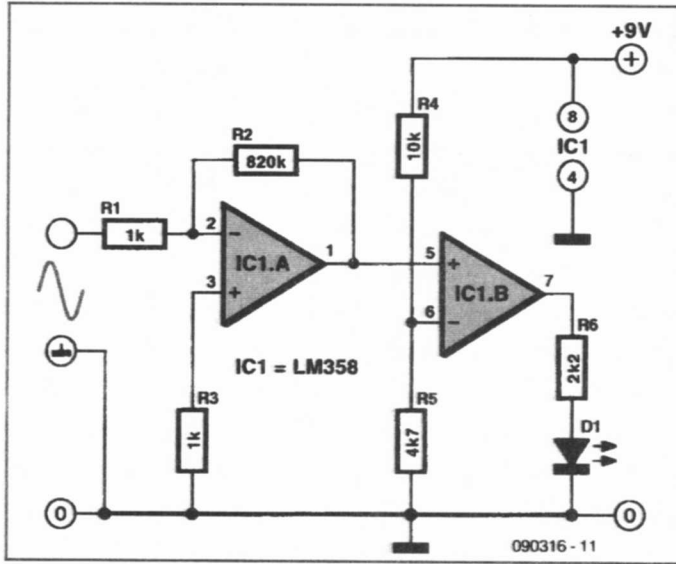 +9V
R4
10k
8
IC1
4
R2
820k
R1
1k
2
IC1.A
1
3
5
IC1.B
7
6
R6
2k2
IC1 = LM358
R3
1k
R5
4k7
D1
0
0
090316 - 11